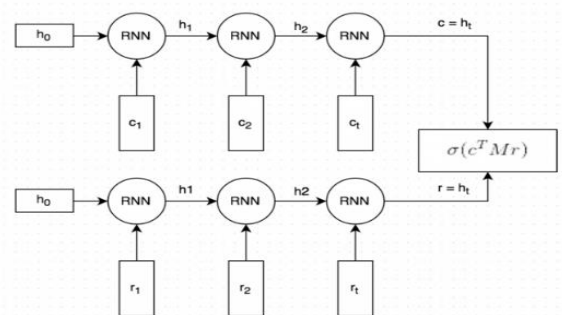 h₀ RNN h₁ RNN h₂ RNN c = hₜ
c₁ c₂ cₜ
σ(cᵀMr)
h₀ RNN h1 RNN h2 RNN r = hₜ
r₁ r₂ rₜ